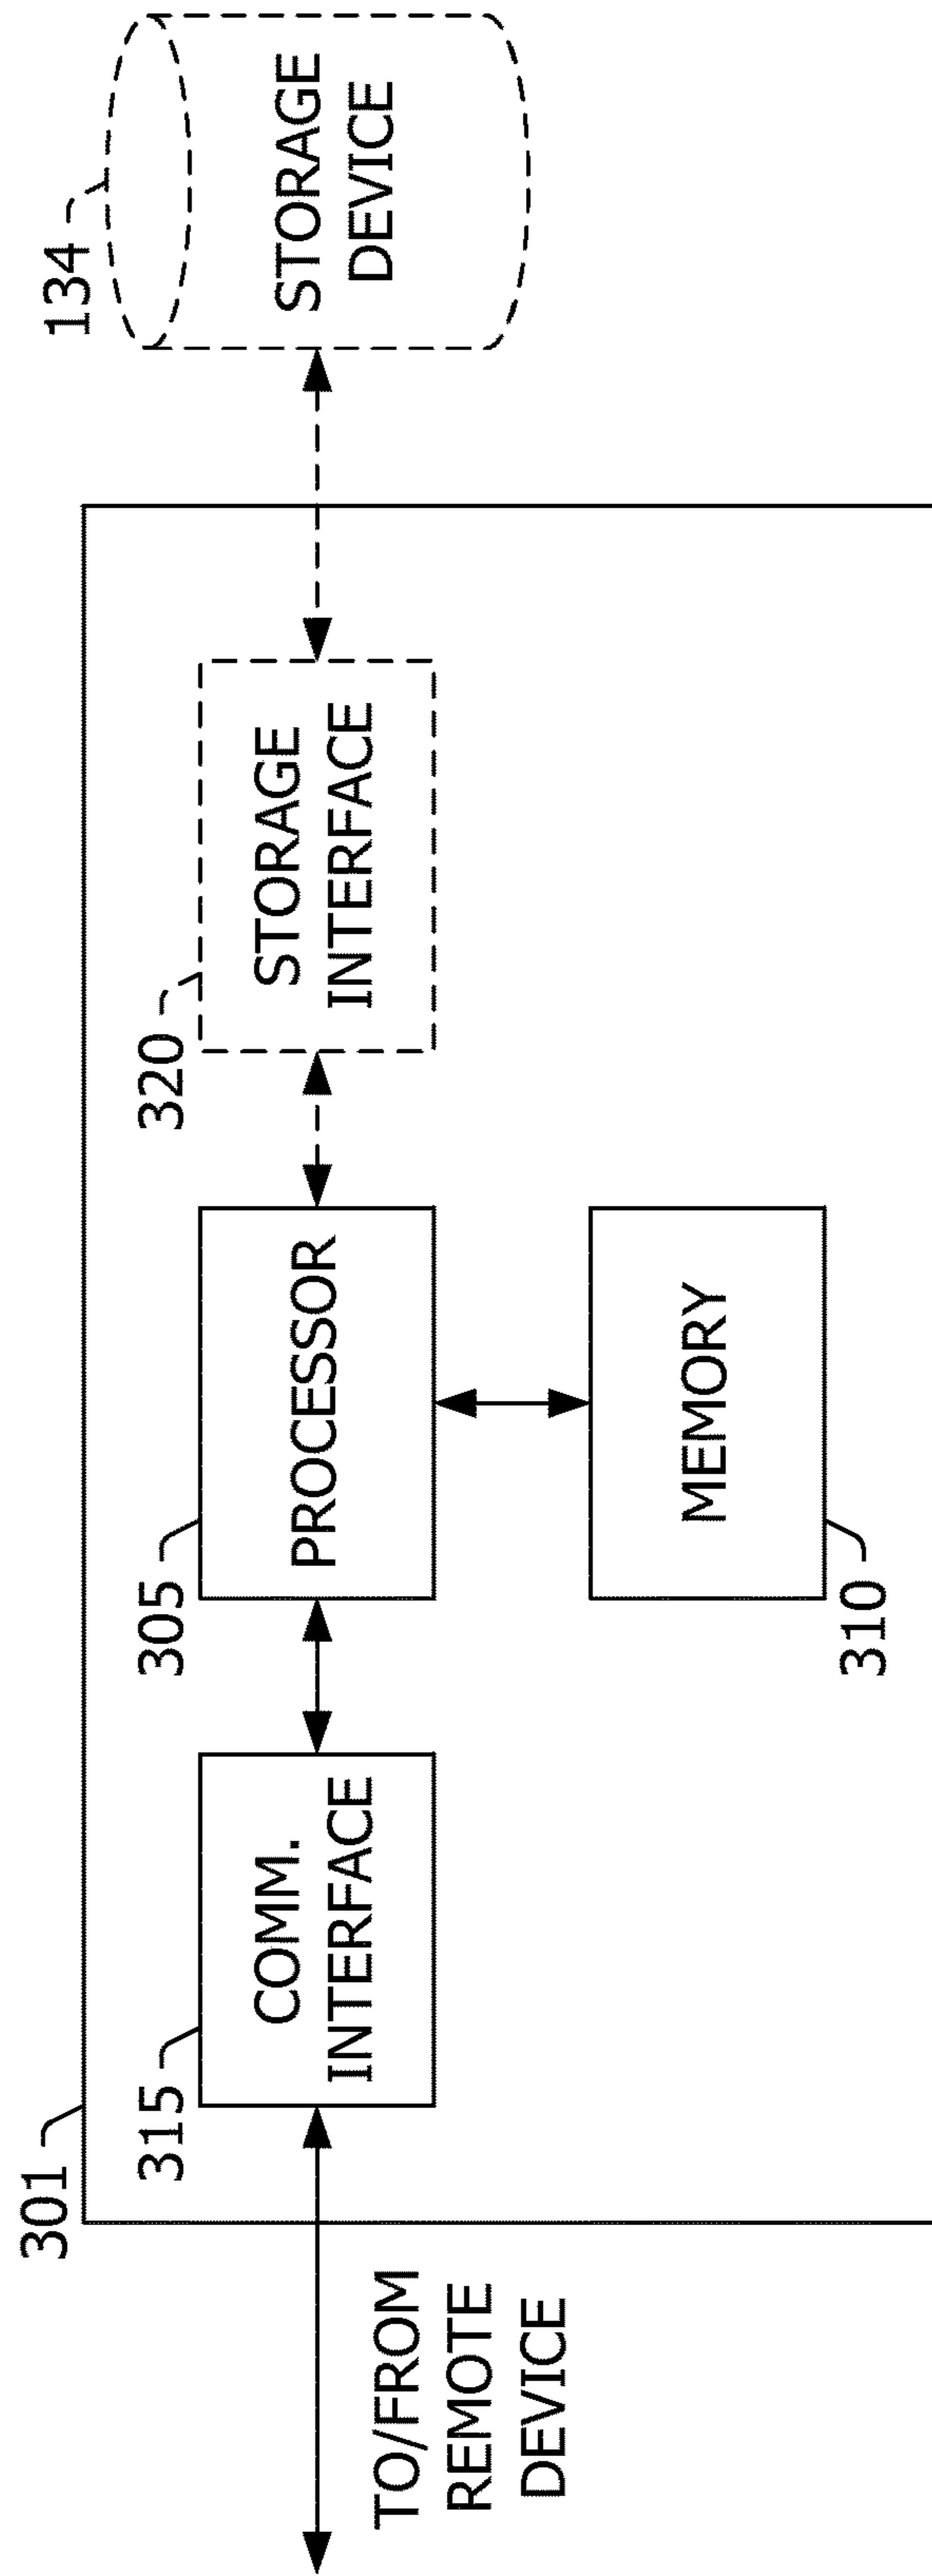 301
315
COMM.
INTERFACE
TO/FROM
REMOTE
DEVICE
305
PROCESSOR
310
MEMORY
320
STORAGE
INTERFACE
134
STORAGE
DEVICE